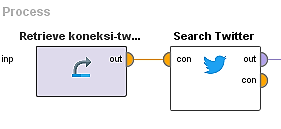 Process
Retrieve koneksi-tw...
Search Twitter
inp
out
con
out
con